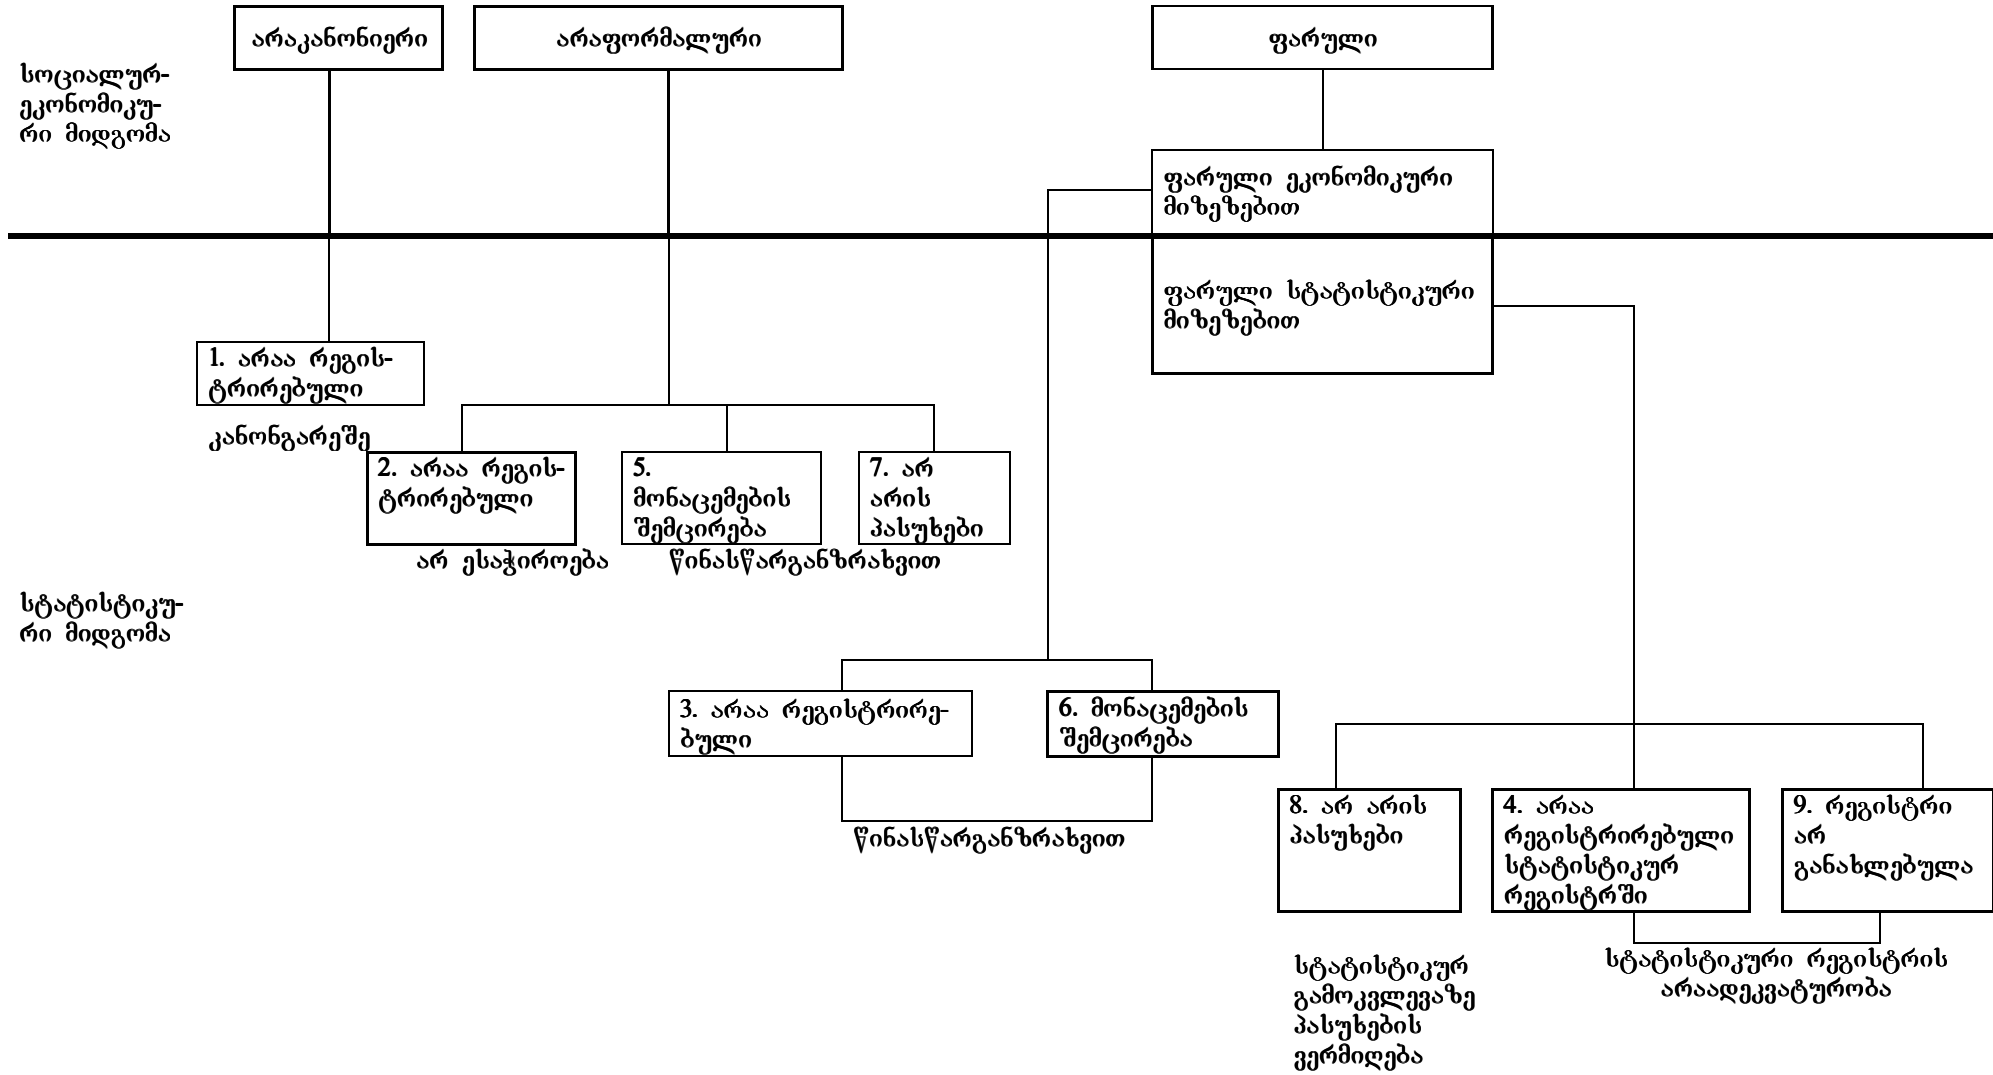 არაკანონიერი
არაფორმალური
ფარული
სოციალურ-
ეკონომიკუ-
რი მიდგომა
ფარული ეკონომიკური
მიზეზებით
ფარული სტატისტიკური
მიზეზებით
1. არაა რეგის-
ტრირებული
კანონგარეშე
2. არაა რეგის-
ტრირებული
არ ესაჭიროება
5.
მონაცემების
შემცირება
7. არ
არის
პასუხები
წინასწარგანზრახვით
სტატისტიკუ-
რი მიდგომა
3. არაა რეგისტრირე-
ბული
6. მონაცემების
შემცირება
წინასწარგანზრახვით
8. არ არის
პასუხები
4. არაა
რეგისტრირებული
სტატისტიკურ
რეგისტრში
9. რეგისტრი
არ
განახლებულა
სტატისტიკურ
გამოკვლევაზე
პასუხების
ვერმიღება
სტატისტიკური რეგისტრის
არაადეკვატურობა